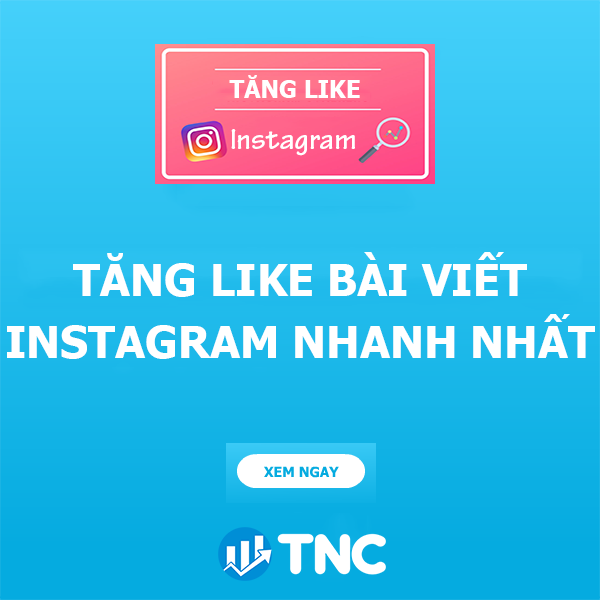 TĂNG LIKE
Instagram
TĂNG LIKE BÀI VIẾT
INSTAGRAM NHANH NHẤT
XEM NGAY
TNC